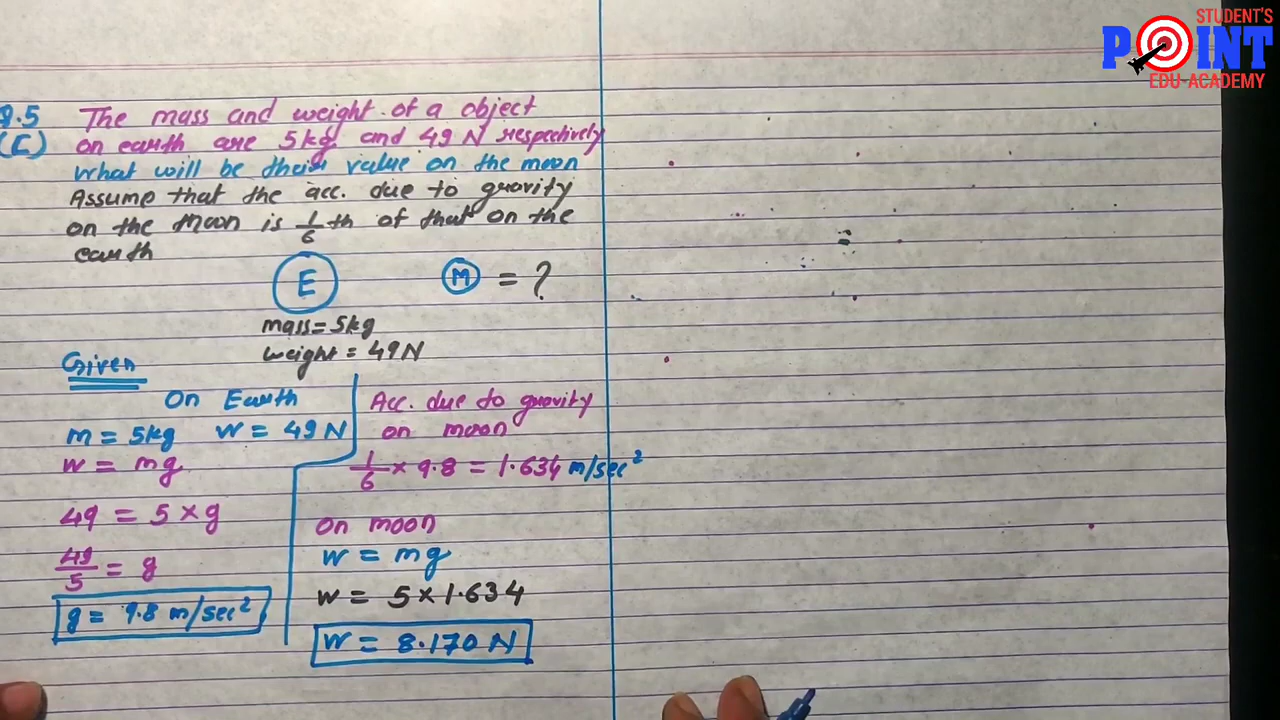 STUDENT'S
POINT
EDU-ACADEMY
Q.5 The mass and weight of a object
(C) on earth are 5kg and 49 N respectively
what will be their value on the moon
Assume that the acc. due to gravity
on the moon is 1/6 th of that on the
earth
E M = ?
mass = 5kg
weight = 49N
Given
On Earth
m = 5kg W = 49 N
w = mg
49 = 5 × g
49/5 = g
g = 9.8 m/sec²
Acc. due to gravity
on moon
1/6 × 9.8 = 1.634 m/sec²
on moon
w = mg
w = 5 × 1.634
W = 8.170 N
=